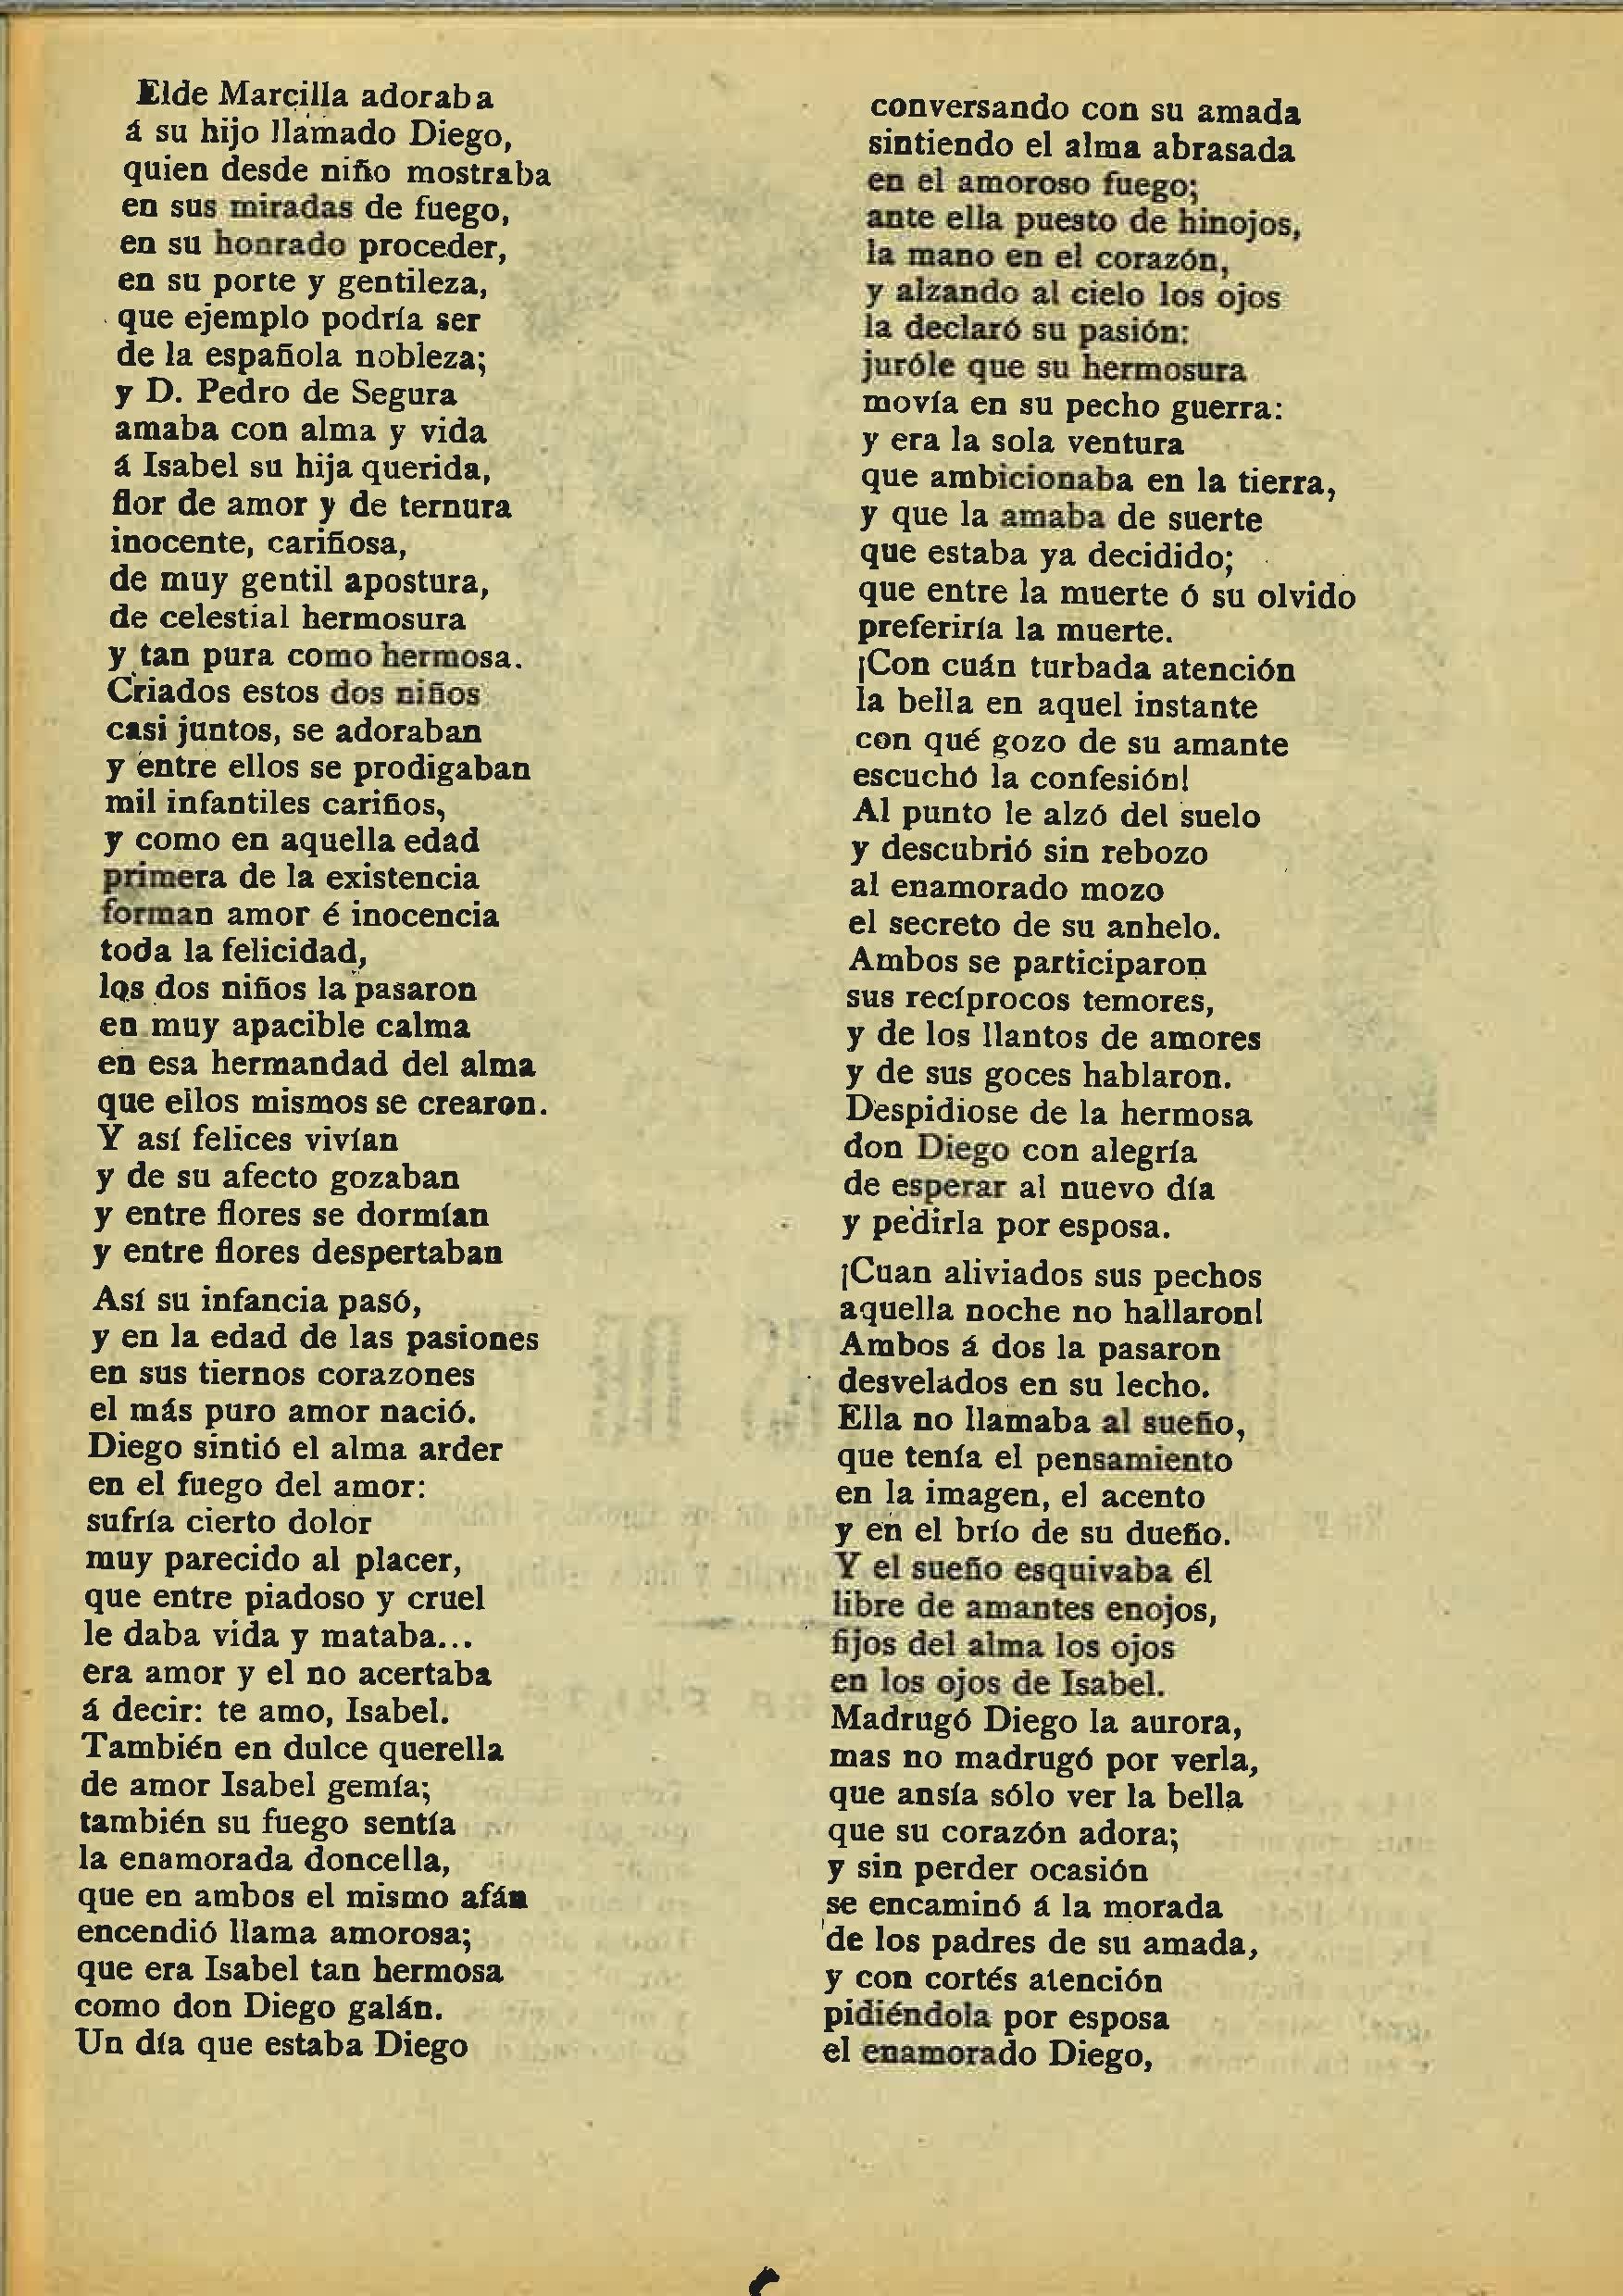 Elde Marcilla adoraba
á su hijo llamado Diego,
quien desde niño mostraba
en sus miradas de fuego,
en su honrado proceder,
en su porte y gentileza,
que ejemplo podría ser
de la española nobleza;
y D. Pedro de Segura
amaba con alma y vida
á Isabel su hija querida,
flor de amor y de ternura
inocente, cariñosa,
de muy gentil apostura,
de celestial hermosura
y tan pura como hermosa.
Criados estos dos niños
casi juntos, se adoraban
y entre ellos se prodigaban
mil infantiles cariños,
y como en aquella edad
primera de la existencia
forman amor é inocencia
toda la felicidad,
los dos niños la pasaron
en muy apacible calma
en esa hermandad del alma
que ellos mismos se crearon.
Y así felices vivían
y de su afecto gozaban
y entre flores se dormían
y entre flores despertaban
Así su infancia pasó,
y en la edad de las pasiones
en sus tiernos corazones
el más puro amor nació.
Diego sintió el alma arder
en el fuego del amor:
sufría cierto dolor
muy parecido al placer,
que entre piadoso y cruel
le daba vida y mataba...
era amor y el no acertaba
á decir: te amo, Isabel.
También en dulce querella
de amor Isabel gemía;
también su fuego sentía
la enamorada doncella,
que en ambos el mismo afán
encendió llama amorosa;
que era Isabel tan hermosa
como don Diego galán.
Un día que estaba Diego
conversando con su amada
sintiendo el alma abrasada
en el amoroso fuego;
ante ella puesto de hinojos,
la mano en el corazón,
y alzando al cielo los ojos
la declaró su pasión:
juróle que su hermosura
movía en su pecho guerra:
y era la sola ventura
que ambicionaba en la tierra,
y que la amaba de suerte
que estaba ya decidido;
que entre la muerte ó su olvido
preferiría la muerte.
¡Con cuán turbada atención
la bella en aquel instante
con qué gozo de su amante
escuchó la confesión!
Al punto le alzó del suelo
y descubrió sin rebozo
al enamorado mozo
el secreto de su anhelo.
Ambos se participaron
sus recíprocos temores,
y de los llantos de amores
y de sus goces hablaron.
Despidiose de la hermosa
don Diego con alegría
de esperar al nuevo día
y pedirla por esposa.
¡Cuan aliviados sus pechos
aquella noche no hallaron!
Ambos á dos la pasaron
desvelados en su lecho.
Ella no llamaba al sueño,
que tenía el pensamiento
en la imagen, el acento
y en el brío de su dueño.
Y el sueño esquivaba él
libre de amantes enojos,
fijos del alma los ojos
en los ojos de Isabel.
Madrugó Diego la aurora,
mas no madrugó por verla,
que ansía sólo ver la bella
que su corazón adora;
y sin perder ocasión
se encaminó á la morada
de los padres de su amada,
y con cortés atención
pidiéndola por esposa
el enamorado Diego,